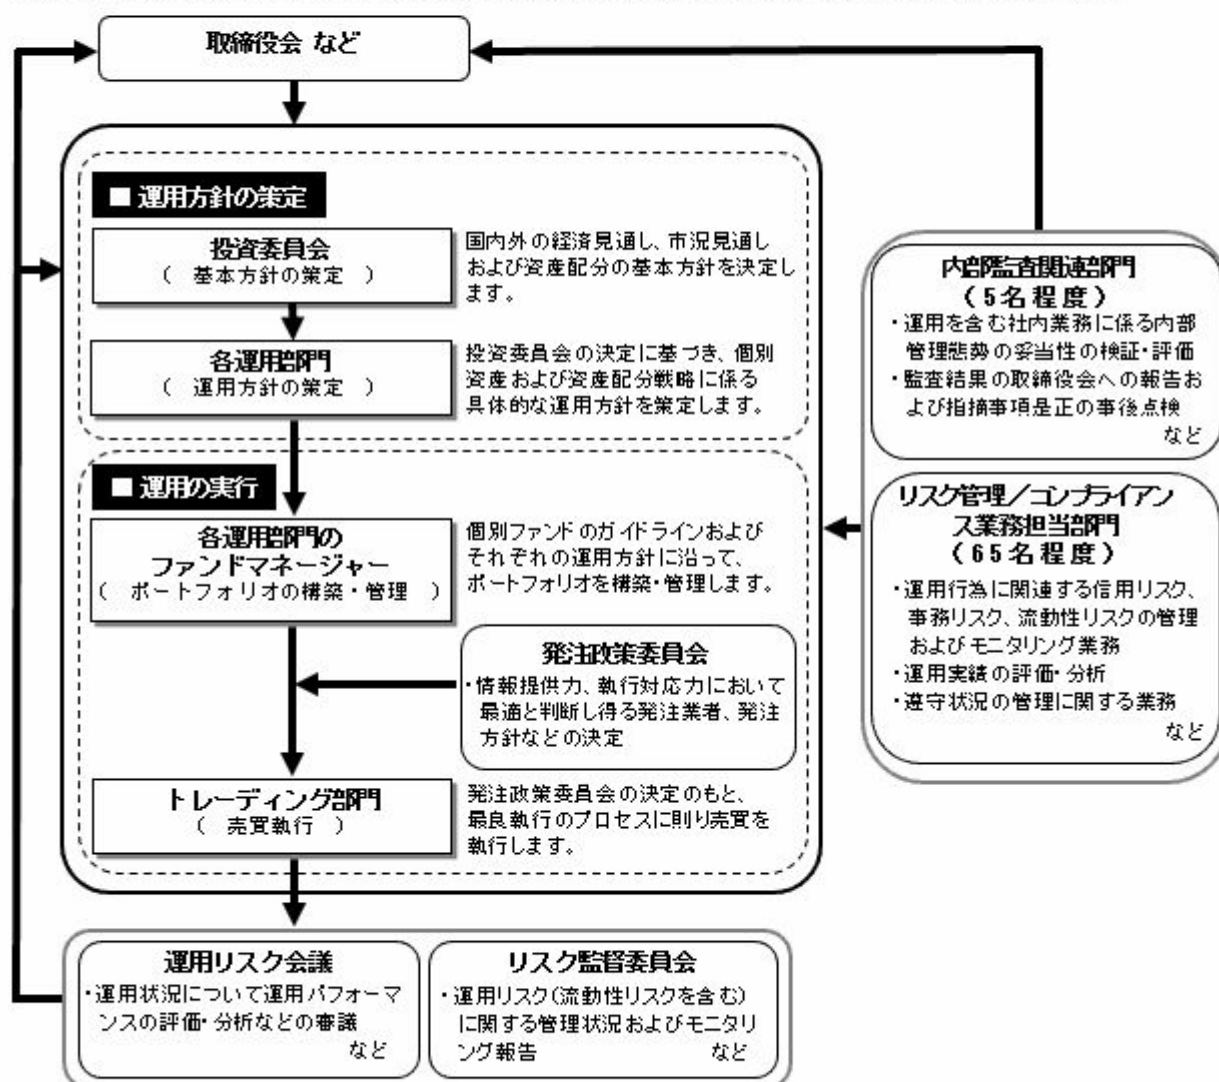 取締役会 など
■ 運用方針の策定
投資委員会
( 基本方針の策定 )
国内外の経済見通し、市況見通し
および資産配分の基本方針を決定し
ます。
各運用部門
( 運用方針の策定 )
投資委員会の決定に基づき、個別
資産および資産配分戦略に係る
具体的な運用方針を策定します。
■ 運用の実行
各運用部門の
ファンドマネージャー
( ポートフォリオの構築・管理 )
個別ファンドのガイドラインおよび
それぞれの運用方針に沿って、
ポートフォリオを構築・管理します。
発注政策委員会
・情報提供力、執行対応力において
最適と判断し得る発注業者、発注
方針などの決定
トレーディング部門
( 売買執行 )
発注政策委員会の決定のもと、
最良執行のプロセスに則り売買を
執行します。
内部監査関連部門
(5名程度)
・運用を含む社内業務に係る内部
管理態勢の妥当性の検証・評価
・監査結果の取締役会への報告お
よび指摘事項是正の事後点検
など
リスク管理/コンプライアン
ス業務担当部門
(65名程度)
・運用行為に関連する信用リスク、
事務リスク、流動性リスクの管理
およびモニタリング業務
・運用実績の評価・分析
・遵守状況の管理に関する業務
など
運用リスク会議
・運用状況について運用パフォーマ
ンスの評価・分析などの審議
など
リスク監督委員会
・運用リスク(流動性リスクを含む)
に関する管理状況およびモニタリ
ング報告 など